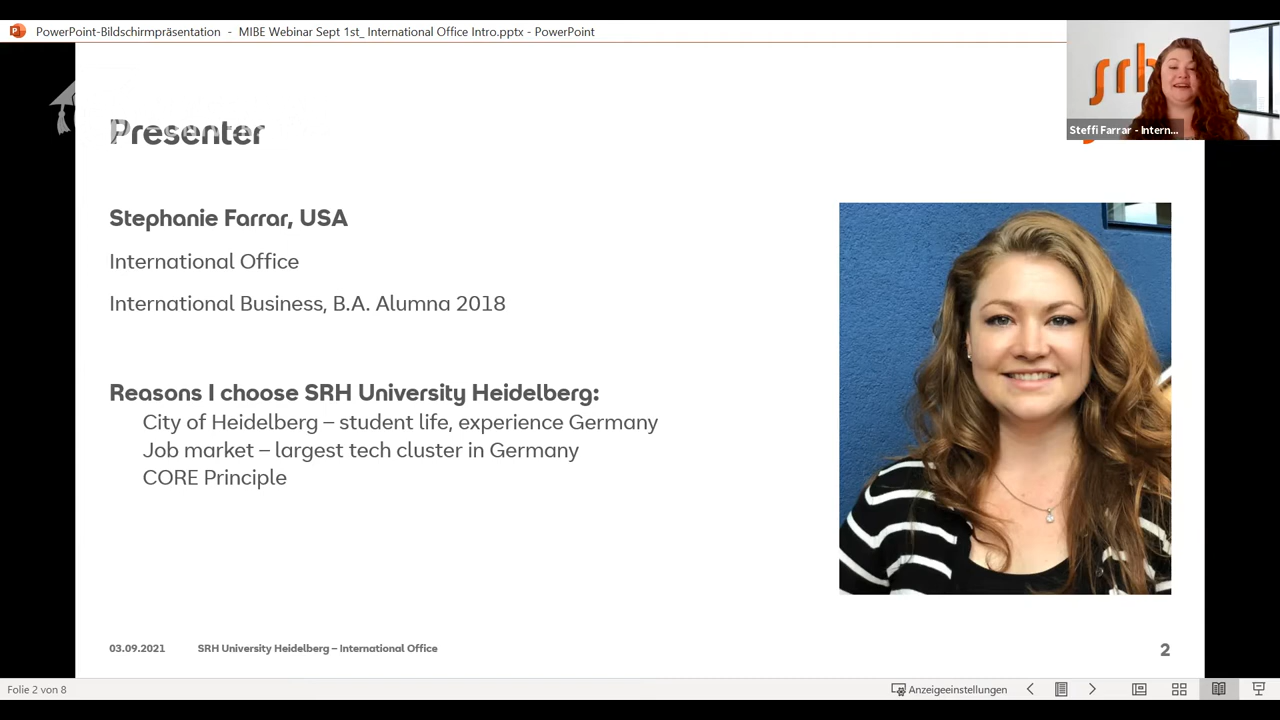 PowerPoint-Bildschirmpräsentation - MIBE Webinar Sept 1st_ International Office Intro.pptx - PowerPoint
srh
Steffi Farrar - Intern...
Presenter
Stephanie Farrar, USA
International Office
International Business, B.A. Alumna 2018
Reasons I choose SRH University Heidelberg:
City of Heidelberg – student life, experience Germany
Job market – largest tech cluster in Germany
CORE Principle
03.09.2021 SRH University Heidelberg – International Office 2
Folie 2 von 8 Anzeigeeinstellungen